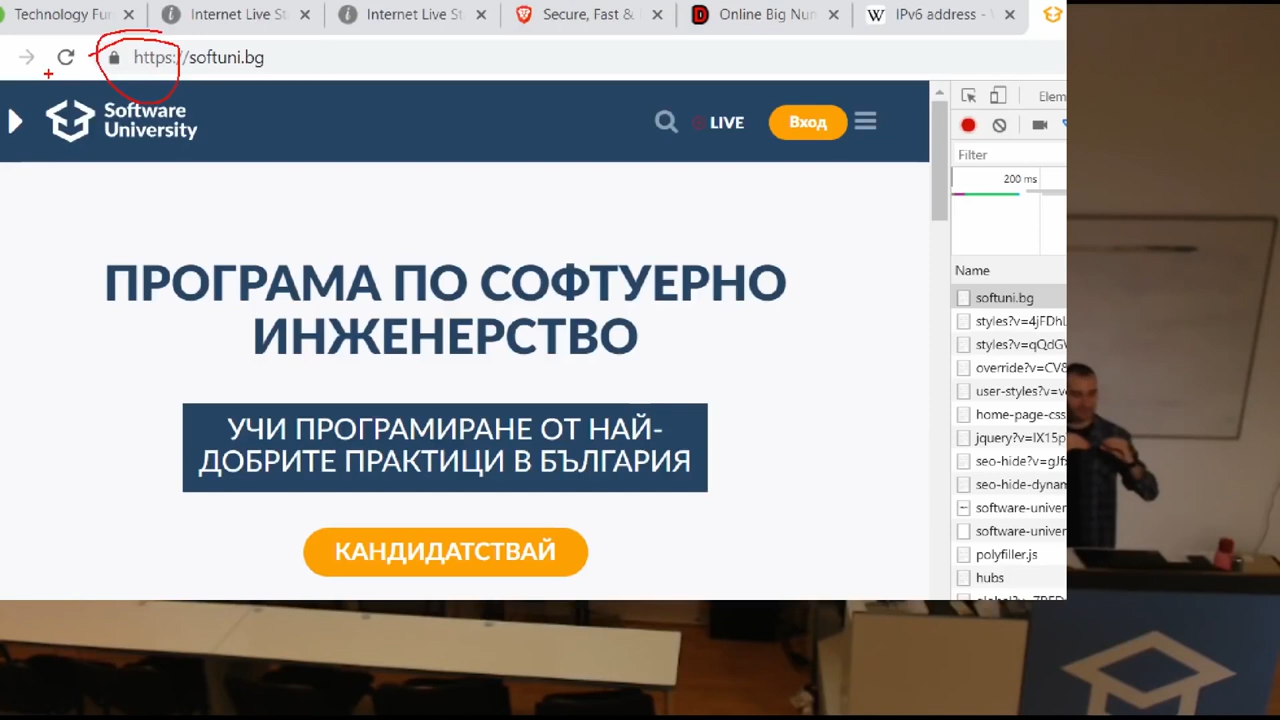 Technology Fu
Internet Live St
Internet Live St
Secure, Fast &
Online Big Nu
IPv6 address -
https://softuni.bg
Software
University
LIVE
Вход
Elem
Filter
200 ms
ПРОГРАМА ПО СОФТУЕРНО
ИНЖЕНЕРСТВО
УЧИ ПРОГРАМИРАНЕ ОТ НАЙ-
ДОБРИТЕ ПРАКТИЦИ В БЪЛГАРИЯ
КАНДИДАТСТВАЙ
Name
softuni.bg
styles?v=4jFDhL
styles?v=qQdG
override?v=CV8
user-styles?v=v
home-page-css
jquery?v=IX15p
seo-hide?v=gJf
seo-hide-dynam
software-univer
software-univer
polyfiller.js
hubs